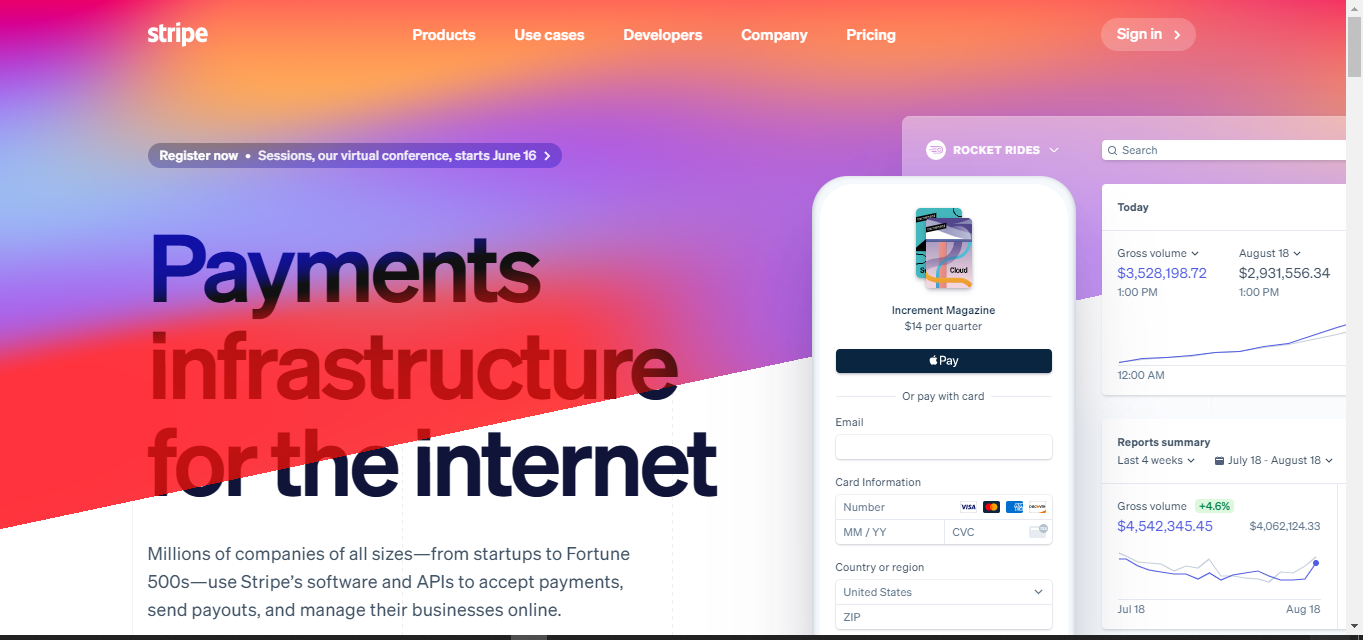 stripe
Products
Use cases
Developers
Company
Pricing
Sign in
Register now • Sessions, our virtual conference, starts June 16
Payments
infrastructure
for the internet
Millions of companies of all sizes—from startups to Fortune
500s—use Stripe’s software and APIs to accept payments,
send payouts, and manage their businesses online.
ROCKET RIDES
Search
Cloud
Increment Magazine
$14 per quarter
Pay
Or pay with card
Email
Card Information
Number
VISA
MM / YY
CVC
Country or region
United States
ZIP
Today
Gross volume
$3,528,198.72
1:00 PM
August 18
$2,931,556.34
1:00 PM
12:00 AM
Reports summary
Last 4 weeks
July 18 - August 18
Gross volume +4.6%
$4,542,345.45
$4,062,124.33
Jul 18
Aug 18